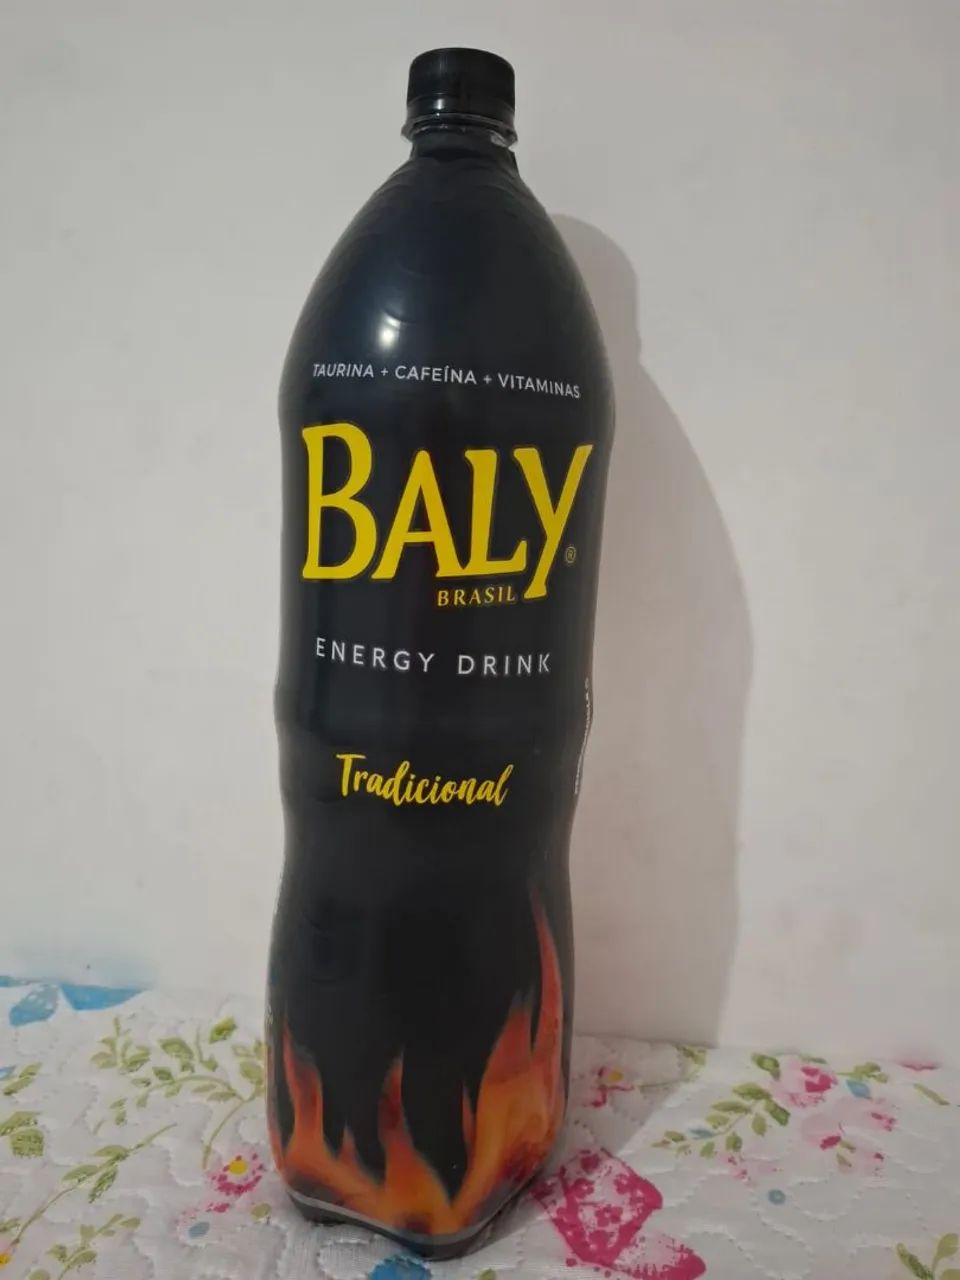 TAURINA + CAFEÍNA + VITAMINAS
BALY®
BRASIL
ENERGY DRINK
Tradicional